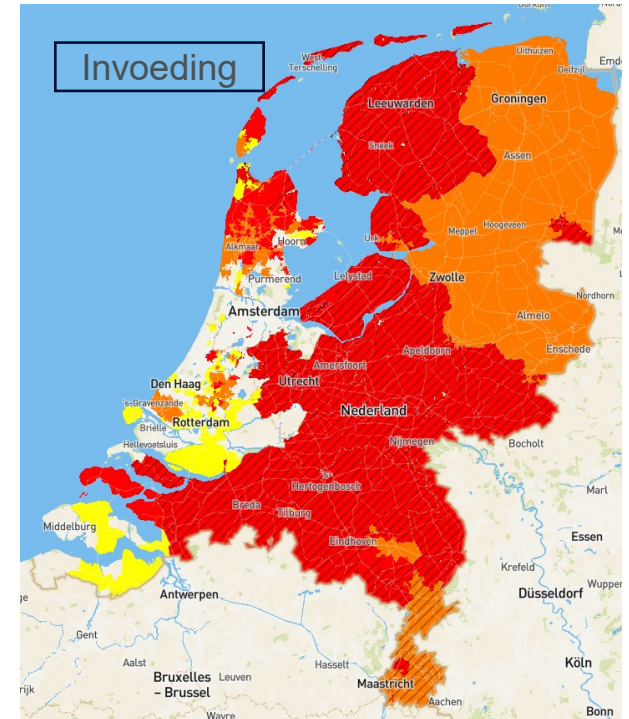 Borkum
Invoeding
Uithuizen
Delfzijl
West-
Terschelling
Leeuwarden
Groningen
Sneek
Assen
Alkmaar
Hoorn
Urk
Meppel
Hoogeveen
Purmerend
Lelystad
Zwolle
Nordhorn
Amsterdam
Almelo
Apeldoorn
Enschede
Amersfoort
Den Haag
Utrecht
's-Gravenzande
Nederland
Rotterdam
Brielle
Hellevoetsluis
Nijmegen
Bocholt
's-
Hertogenbosch
Marl
Breda
Tilburg
Middelburg
Eindhoven
Essen
Krefeld
Antwerpen
Düsseldorf
Gent
Aalst
Hasselt
Köln
Bruxelles
– Brussel
Leuven
Maastricht
Aachen
Wavre
Bonn